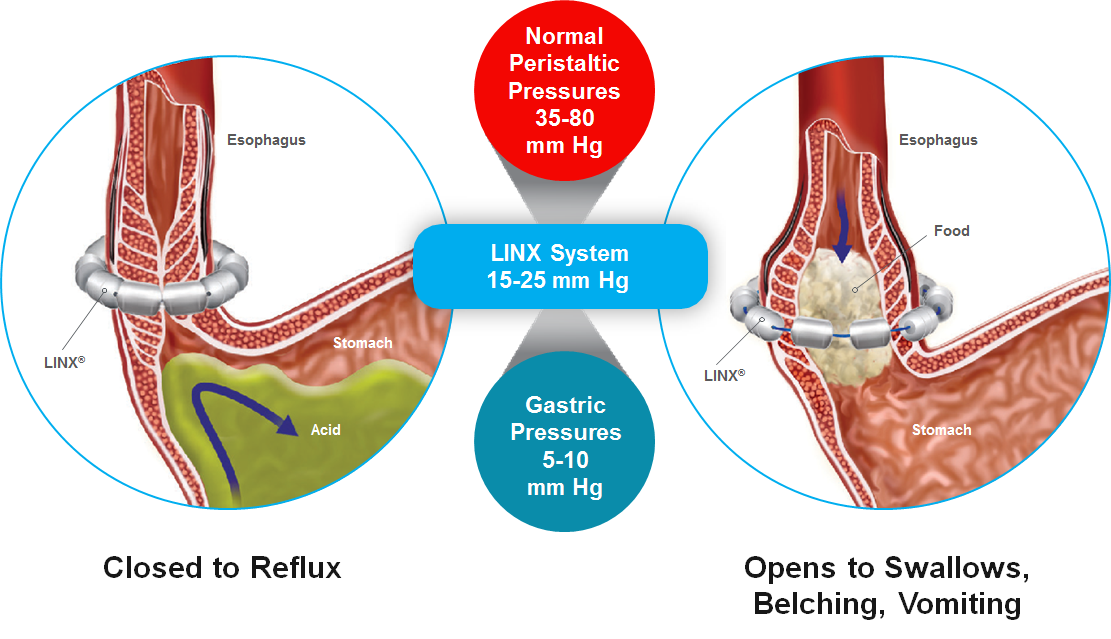 Normal
Peristaltic
Pressures
35-80
mm Hg
Esophagus
LINX®
Stomach
Acid
LINX System
15-25 mm Hg
Gastric
Pressures
5-10
mm Hg
Esophagus
Food
LINX®
Stomach
Closed to Reflux
Opens to Swallows,
Belching, Vomiting